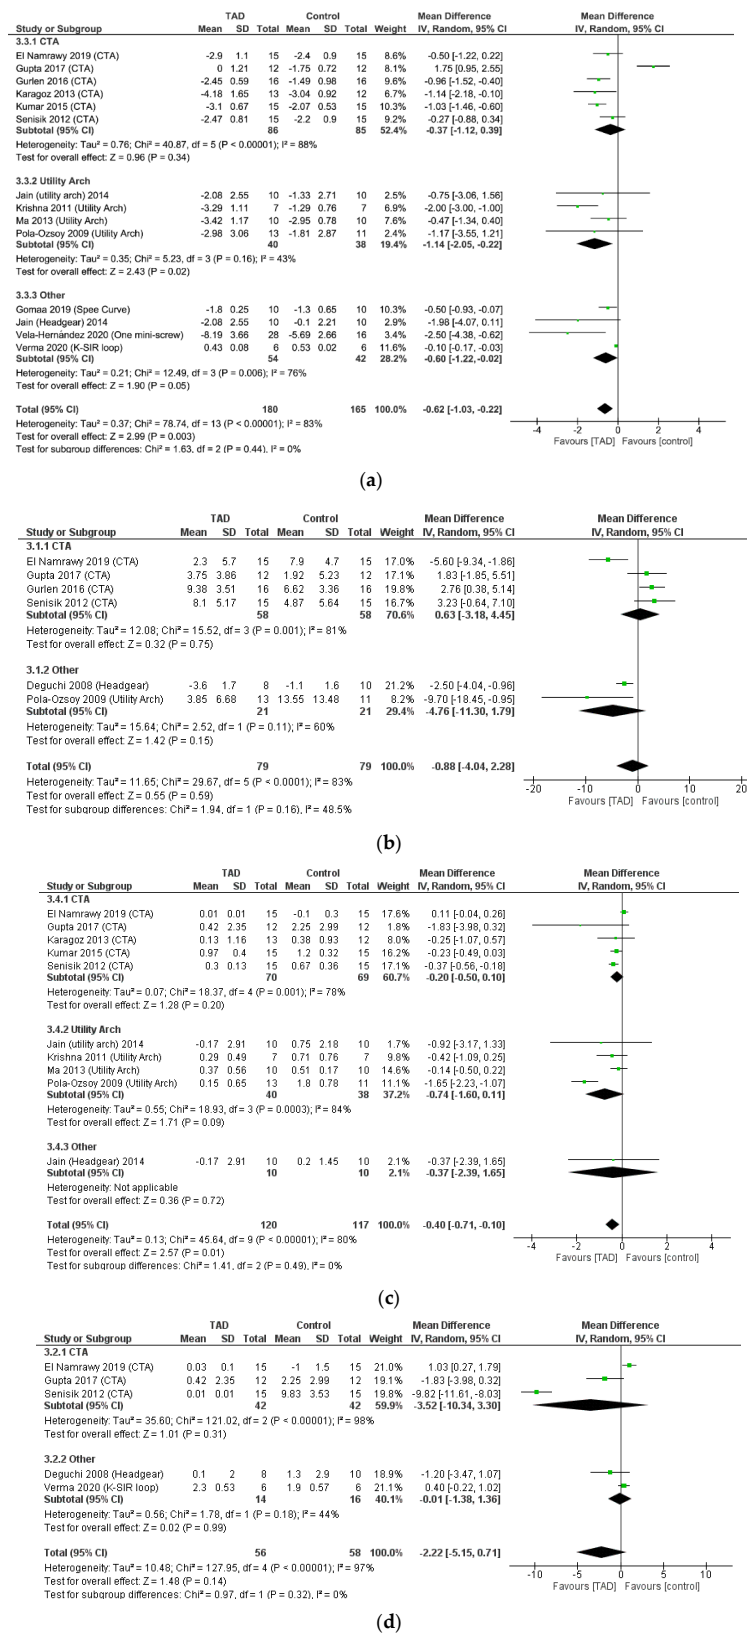 TAD Control Mean Difference Mean Difference
Study or Subgroup Mean SD Total Mean SD Total Weight IV, Random, 95% CI IV, Random, 95% CI
3.3.1 CTA
El Namrawy 2019 (CTA) -2.9 1.1 15 -2.4 0.9 15 8.6% -0.50 [-1.22, 0.22]
Gupta 2017 (CTA) 0 1.21 12 -1.75 0.72 12 8.1% 1.75 [0.95, 2.55]
Gurlen 2016 (CTA) -2.45 0.59 16 -1.49 0.98 16 9.7% -0.96 [-1.52, -0.40]
Karagoz 2013 (CTA) -4.18 1.65 13 -3.04 0.92 12 6.5% -1.14 [-2.18, -0.10]
Kumar 2015 (CTA) -3.1 0.67 15 -2.07 0.53 15 10.3% -1.03 [-1.46, -0.60]
Senisik 2012 (CTA) -2.47 0.81 15 -2.2 0.9 15 9.2% -0.27 [-0.88, 0.34]
Subtotal (95% CI) 86 85 52.4% -0.37 [-1.12, 0.39]
Heterogeneity: Tau² = 0.76; Chi² = 40.87, df = 5 (P < 0.00001); I² = 88%
Test for overall effect: Z = 0.96 (P = 0.34)
3.3.2 Utility Arch
Jain (utility arch) 2014 -2.08 2.55 10 -1.33 2.71 10 2.5% -0.75 [-3.06, 1.56]
Krishna 2011 (Utility Arch) -3.29 1.11 7 -1.29 0.76 7 6.7% -2.00 [-3.00, -1.00]
Ma 2013 (Utility Arch) -3.42 1.17 10 -2.95 0.78 10 7.5% -0.47 [-1.34, 0.40]
Pola-Ozsoy 2009 (Utility Arch) -2.98 3.06 13 -1.81 2.87 11 2.4% -1.17 [-3.55, 1.21]
Subtotal (95% CI) 40 38 19.4% -1.14 [-2.05, -0.22]
Heterogeneity: Tau² = 0.35; Chi² = 5.23, df = 3 (P = 0.16); I² = 43%
Test for overall effect: Z = 2.43 (P = 0.02)
3.3.3 Other
Gomaa 2019 (Spee Curve) -1.8 0.25 10 -1.3 0.65 10 10.3% -0.50 [-0.93, -0.07]
Jain (Headgear) 2014 -2.08 2.55 10 -0.1 2.21 10 2.9% -1.98 [-4.07, 0.11]
Vela-Hernández 2020 (One mini-screw) -8.19 3.66 28 -5.69 2.66 16 3.4% -2.50 [-4.38, -0.62]
Verma 2020 (K-SIR loop) 0.43 0.08 6 0.53 0.02 6 11.6% -0.10 [-0.17, -0.03]
Subtotal (95% CI) 54 42 28.2% -0.60 [-1.22, -0.02]
Heterogeneity: Tau² = 0.21; Chi² = 12.49, df = 3 (P = 0.006); I² = 76%
Test for overall effect: Z = 1.90 (P = 0.05)
Total (95% CI) 180 165 100.0% -0.62 [-1.03, -0.22]
Heterogeneity: Tau² = 0.37; Chi² = 78.74, df = 13 (P < 0.00001); I² = 83%
Test for overall effect: Z = 2.99 (P = 0.003)
Test for subgroup differences: Chi² = 1.63, df = 2 (P = 0.44), I² = 0%
-4 -2 0 2 4
Favours [TAD] Favours [control]
(a)
TAD Control Mean Difference Mean Difference
Study or Subgroup Mean SD Total Mean SD Total Weight IV, Random, 95% CI IV, Random, 95% CI
3.1.1 CTA
El Namrawy 2019 (CTA) 2.3 5.7 15 7.9 4.7 15 17.0% -5.60 [-9.34, -1.86]
Gupta 2017 (CTA) 3.75 3.86 12 1.92 5.23 12 17.1% 1.83 [-1.85, 5.51]
Gurlen 2016 (CTA) 9.38 3.51 16 6.62 3.36 16 19.9% 2.76 [0.38, 5.14]
Senisik 2012 (CTA) 8.1 5.17 15 4.87 5.64 15 16.7% 3.23 [-0.64, 7.10]
Subtotal (95% CI) 58 58 70.6% 0.63 [-3.18, 4.45]
Heterogeneity: Tau² = 12.08; Chi² = 15.52, df = 3 (P = 0.001); I² = 81%
Test for overall effect: Z = 0.32 (P = 0.75)
3.1.2 Other
Deguchi 2008 (Headgear) -3.6 1.7 8 -1.1 1.6 10 21.2% -2.50 [-4.04, -0.96]
Pola-Ozsoy 2009 (Utility Arch) 3.85 6.68 13 13.55 13.48 11 8.2% -9.70 [-18.45, -0.95]
Subtotal (95% CI) 21 21 29.4% -4.76 [-11.30, 1.79]
Heterogeneity: Tau² = 15.64; Chi² = 2.52, df = 1 (P = 0.11); I² = 60%
Test for overall effect: Z = 1.42 (P = 0.15)
Total (95% CI) 79 79 100.0% -0.88 [-4.04, 2.28]
Heterogeneity: Tau² = 11.65; Chi² = 29.67, df = 5 (P < 0.0001); I² = 83%
Test for overall effect: Z = 0.55 (P = 0.59)
Test for subgroup differences: Chi² = 1.94, df = 1 (P = 0.16), I² = 48.5%
-20 -10 0 10 20
Favours [TAD] Favours [control]
(b)
TAD Control Mean Difference Mean Difference
Study or Subgroup Mean SD Total Mean SD Total Weight IV, Random, 95% CI IV, Random, 95% CI
3.4.1 CTA
El Namrawy 2019 (CTA) 0.01 0.01 15 -0.1 0.3 15 17.6% 0.11 [-0.04, 0.26]
Gupta 2017 (CTA) 0.42 2.35 12 2.25 2.99 12 1.8% -1.83 [-3.98, 0.32]
Karagoz 2013 (CTA) 0.13 1.16 13 0.38 0.93 12 8.0% -0.25 [-1.07, 0.57]
Kumar 2015 (CTA) 0.97 0.4 15 1.2 0.32 15 16.2% -0.23 [-0.49, 0.03]
Senisik 2012 (CTA) 0.3 0.13 15 0.67 0.36 15 17.1% -0.37 [-0.56, -0.18]
Subtotal (95% CI) 70 69 60.7% -0.20 [-0.50, 0.10]
Heterogeneity: Tau² = 0.07; Chi² = 18.37, df = 4 (P = 0.001); I² = 78%
Test for overall effect: Z = 1.28 (P = 0.20)
3.4.2 Utility Arch
Jain (utility arch) 2014 -0.17 2.91 10 0.75 2.18 10 1.7% -0.92 [-3.17, 1.33]
Krishna 2011 (Utility Arch) 0.29 0.49 7 0.71 0.76 7 9.8% -0.42 [-1.09, 0.25]
Ma 2013 (Utility Arch) 0.37 0.56 10 0.51 0.17 10 14.6% -0.14 [-0.50, 0.22]
Pola-Ozsoy 2009 (Utility Arch) 0.15 0.65 13 1.8 0.78 11 11.1% -1.65 [-2.23, -1.07]
Subtotal (95% CI) 40 38 37.2% -0.74 [-1.60, 0.11]
Heterogeneity: Tau² = 0.55; Chi² = 18.93, df = 3 (P = 0.0003); I² = 84%
Test for overall effect: Z = 1.71 (P = 0.09)
3.4.3 Other
Jain (Headgear) 2014 -0.17 2.91 10 0.2 1.45 10 2.1% -0.37 [-2.39, 1.65]
Subtotal (95% CI) 10 10 2.1% -0.37 [-2.39, 1.65]
Heterogeneity: Not applicable
Test for overall effect: Z = 0.36 (P = 0.72)
Total (95% CI) 120 117 100.0% -0.40 [-0.71, -0.10]
Heterogeneity: Tau² = 0.13; Chi² = 45.64, df = 9 (P < 0.00001); I² = 80%
Test for overall effect: Z = 2.57 (P = 0.01)
Test for subgroup differences: Chi² = 1.41, df = 2 (P = 0.49), I² = 0%
-4 -2 0 2 4
Favours [TAD] Favours [control]
(c)
TAD Control Mean Difference Mean Difference
Study or Subgroup Mean SD Total Mean SD Total Weight IV, Random, 95% CI IV, Random, 95% CI
3.2.1 CTA
El Namrawy 2019 (CTA) 0.03 0.1 15 -1 1.5 15 21.0% 1.03 [0.27, 1.79]
Gupta 2017 (CTA) 0.42 2.35 12 2.25 2.99 12 19.1% -1.83 [-3.98, 0.32]
Senisik 2012 (CTA) 0.01 0.01 15 9.83 3.53 15 19.7% -9.82 [-11.61, -8.03]
Subtotal (95% CI) 42 42 59.9% -3.52 [-10.34, 3.30]
Heterogeneity: Tau² = 35.60; Chi² = 121.02, df = 2 (P < 0.00001); I² = 98%
Test for overall effect: Z = 1.01 (P = 0.31)
3.2.2 Other
Deguchi 2008 (Headgear) 0.1 2 8 1.3 2.9 10 18.9% -1.20 [-3.47, 1.07]
Verma 2020 (K-SIR loop) 2.3 0.53 6 1.9 0.57 6 21.2% 0.40 [-0.22, 1.02]
Subtotal (95% CI) 14 16 40.1% -0.01 [-1.38, 1.36]
Heterogeneity: Tau² = 0.56; Chi² = 1.78, df = 1 (P = 0.18); I² = 44%
Test for overall effect: Z = 0.02 (P = 0.99)
Total (95% CI) 56 58 100.0% -2.22 [-5.15, 0.71]
Heterogeneity: Tau² = 10.48; Chi² = 127.95, df = 4 (P < 0.00001); I² = 97%
Test for overall effect: Z = 1.48 (P = 0.14)
Test for subgroup differences: Chi² = 0.97, df = 1 (P = 0.32), I² = 0%
-10 -5 0 5 10
Favours [TAD] Favours [control]
(d)